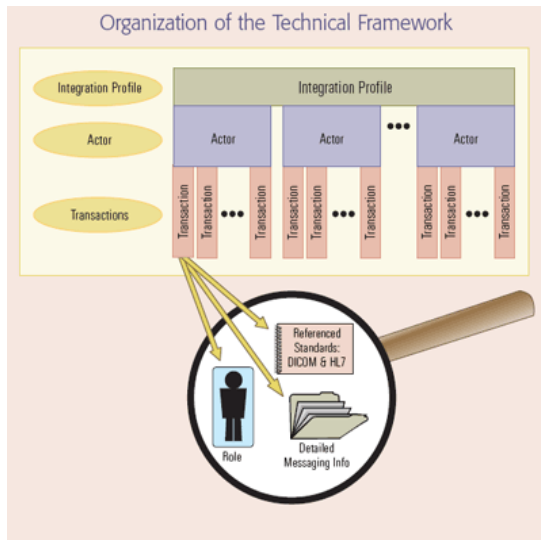 Organization of the Technical Framework
Integration Profile
Integration Profile
Actor
Actor
Actor
Actor
Transactions
Transaction
Transaction
Transaction
Transaction
Transaction
Transaction
Transaction
Transaction
Transaction
Referenced
Standards:
DICOM & HL7
Role
Detailed
Messaging Info